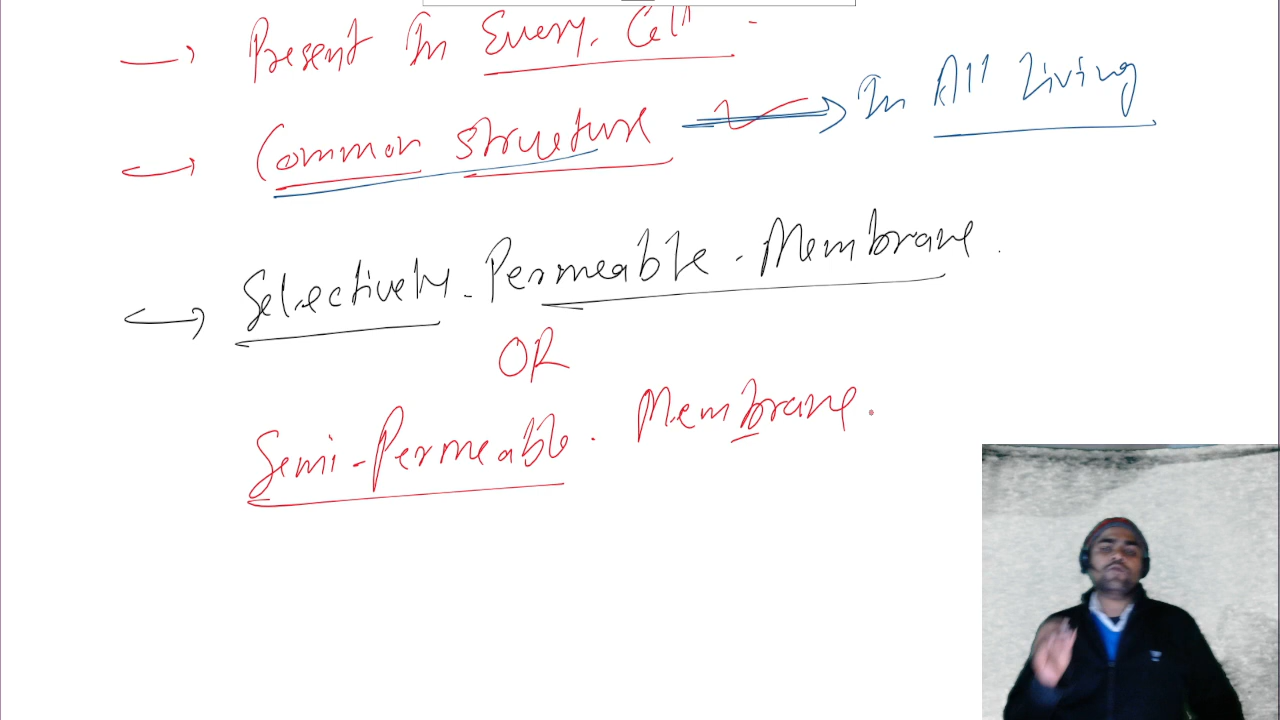 → Present In Every Cell.
→ Common structure ⇒ In All Living
→ Selectively Permeable Membrane.
OR
Semi-Permeable. Membrane.